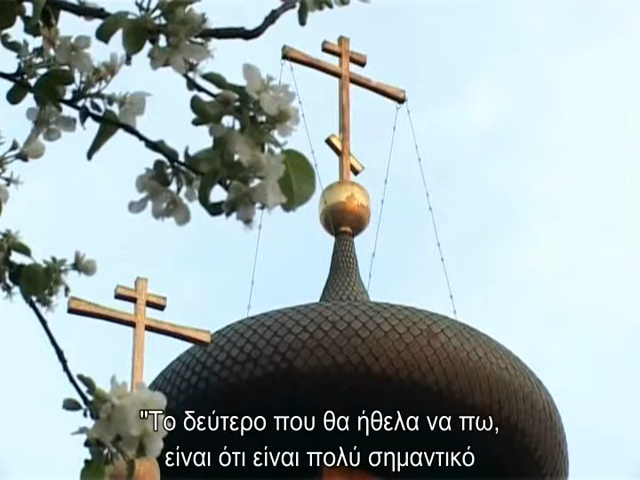 "Το δεύτερο που θα ήθελα να πω,
είναι ότι είναι πολύ σημαντικό